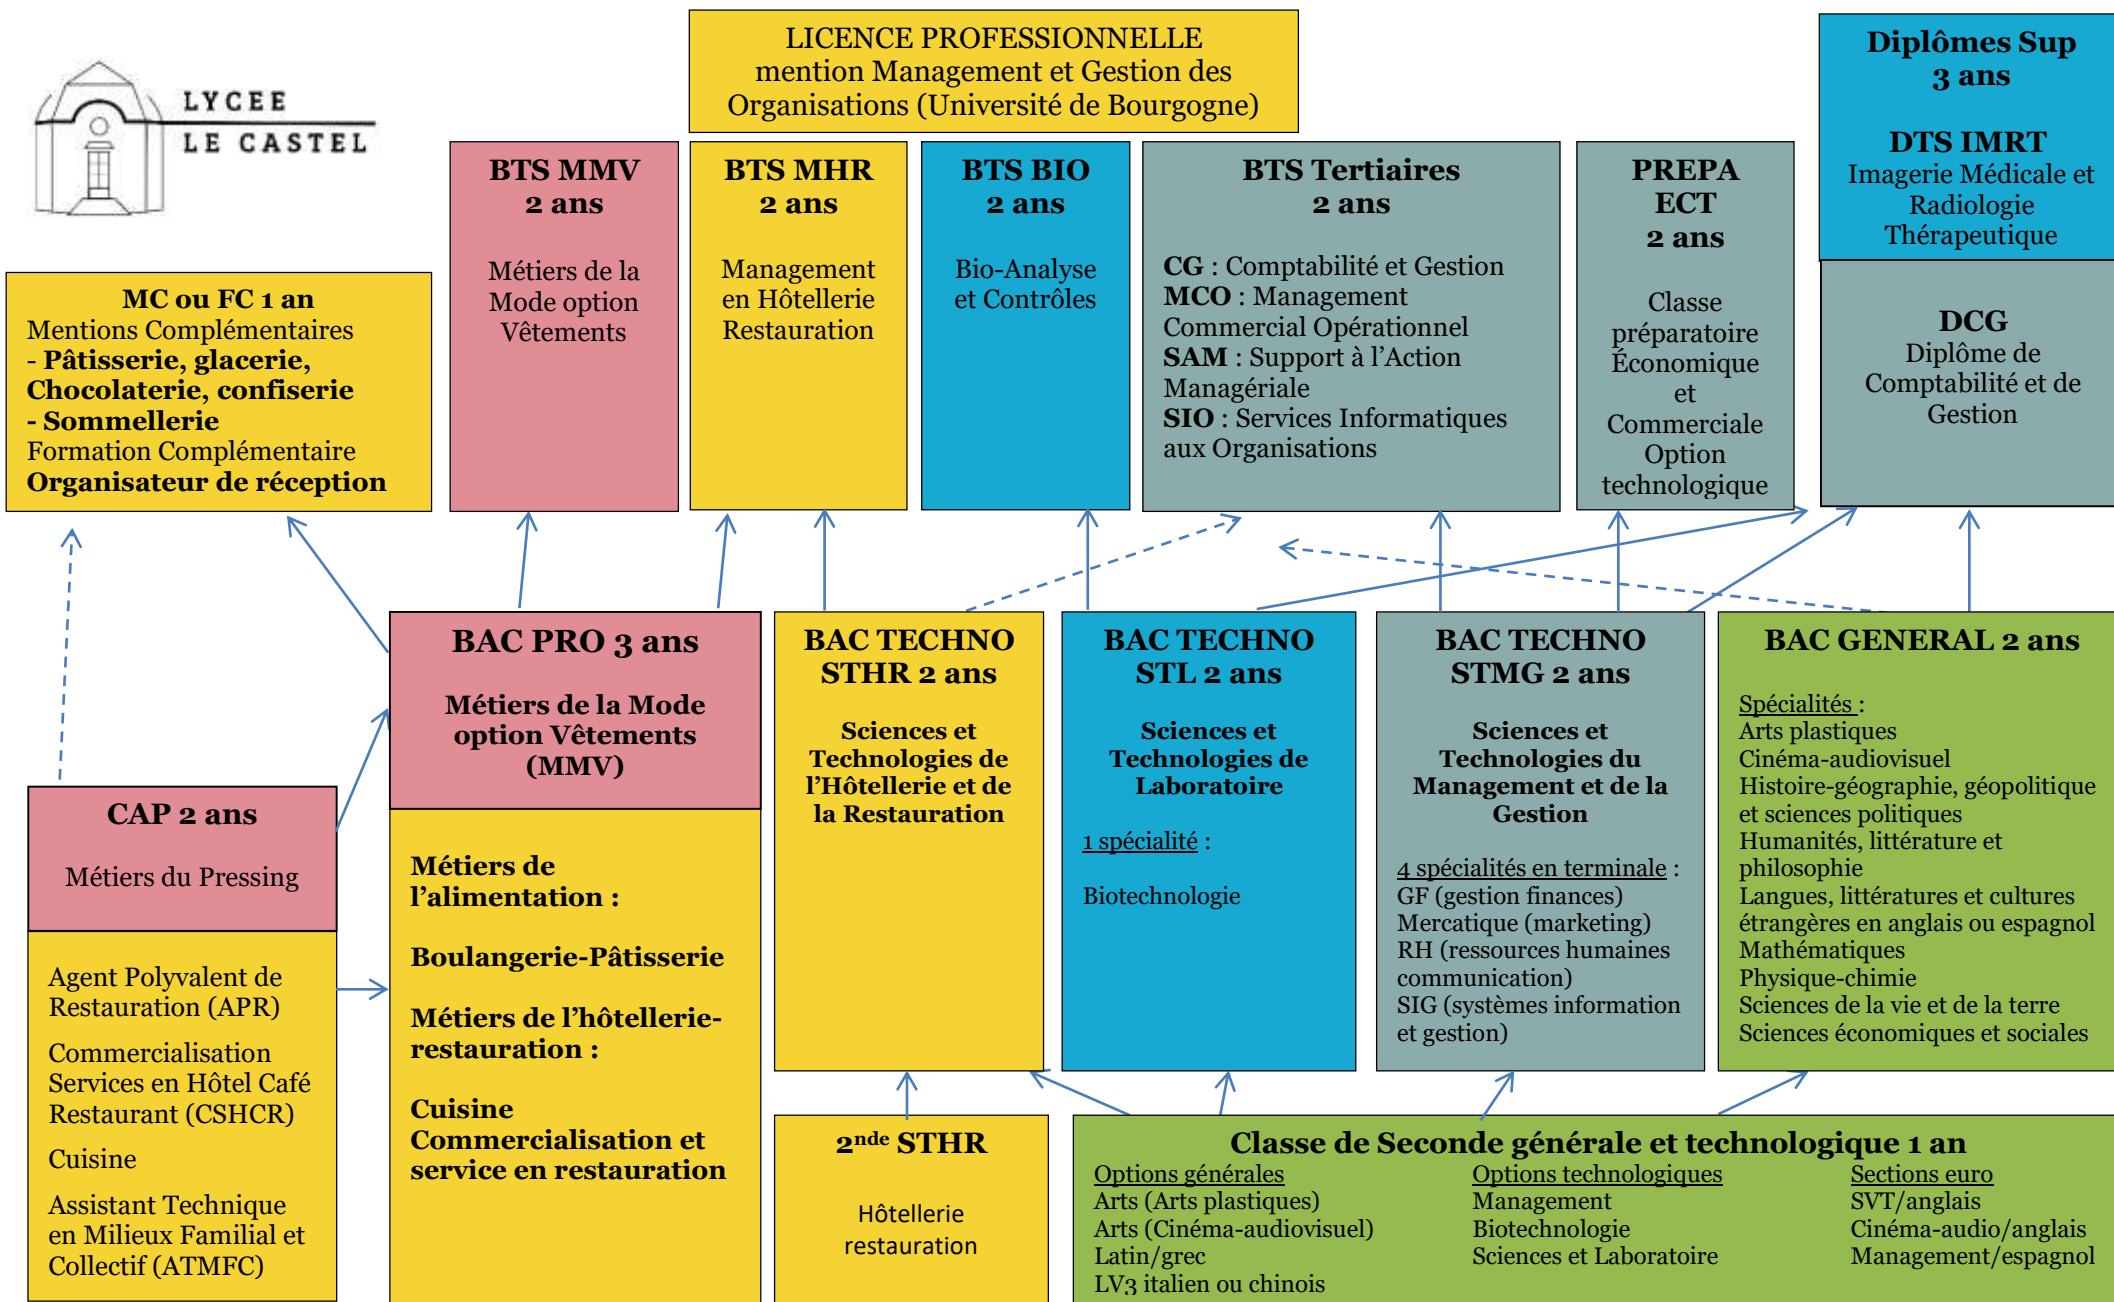 LYCEE
LE CASTEL
LICENCE PROFESSIONNELLE
mention Management et Gestion des
Organisations (Université de Bourgogne)
Diplômes Sup
3 ans
DTS IMRT
Imagerie Médicale et
Radiologie
Thérapeutique
DCG
Diplôme de
Comptabilité et de
Gestion
MC ou FC 1 an
Mentions Complémentaires
- Pâtisserie, glacerie,
Chocolaterie, confiserie
- Sommellerie
Formation Complémentaire
Organisateur de réception
BTS MMV
2 ans
Métiers de la
Mode option
Vêtements
BTS MHR
2 ans
Management
en Hôtellerie
Restauration
BTS BIO
2 ans
Bio-Analyse
et Contrôles
BTS Tertiaires
2 ans
CG : Comptabilité et Gestion
MCO : Management
Commercial Opérationnel
SAM : Support à l’Action
Managériale
SIO : Services Informatiques
aux Organisations
PREPA
ECT
2 ans
Classe
préparatoire
Économique
et
Commerciale
Option
technologique
CAP 2 ans
Métiers du Pressing
Agent Polyvalent de
Restauration (APR)
Commercialisation
Services en Hôtel Café
Restaurant (CSHCR)
Cuisine
Assistant Technique
en Milieux Familial et
Collectif (ATMFC)
BAC PRO 3 ans
Métiers de la Mode
option Vêtements
(MMV)
Métiers de
l’alimentation :
Boulangerie-Pâtisserie
Métiers de l’hôtellerie-
restauration :
Cuisine
Commercialisation et
service en restauration
BAC TECHNO
STHR 2 ans
Sciences et
Technologies de
l’Hôtellerie et de
la Restauration
BAC TECHNO
STL 2 ans
Sciences et
Technologies de
Laboratoire
1 spécialité :
Biotechnologie
BAC TECHNO
STMG 2 ans
Sciences et
Technologies du
Management et de la
Gestion
4 spécialités en terminale :
GF (gestion finances)
Mercatique (marketing)
RH (ressources humaines
communication)
SIG (systèmes information
et gestion)
BAC GENERAL 2 ans
Spécialités :
Arts plastiques
Cinéma-audiovisuel
Histoire-géographie, géopolitique
et sciences politiques
Humanités, littérature et
philosophie
Langues, littératures et cultures
étrangères en anglais ou espagnol
Mathématiques
Physique-chimie
Sciences de la vie et de la terre
Sciences économiques et sociales
2nde STHR
Hôtellerie
restauration
Classe de Seconde générale et technologique 1 an
Options générales
Arts (Arts plastiques)
Arts (Cinéma-audiovisuel)
Latin/grec
LV3 italien ou chinois
Options technologiques
Management
Biotechnologie
Sciences et Laboratoire
Sections euro
SVT/anglais
Cinéma-audio/anglais
Management/espagnol